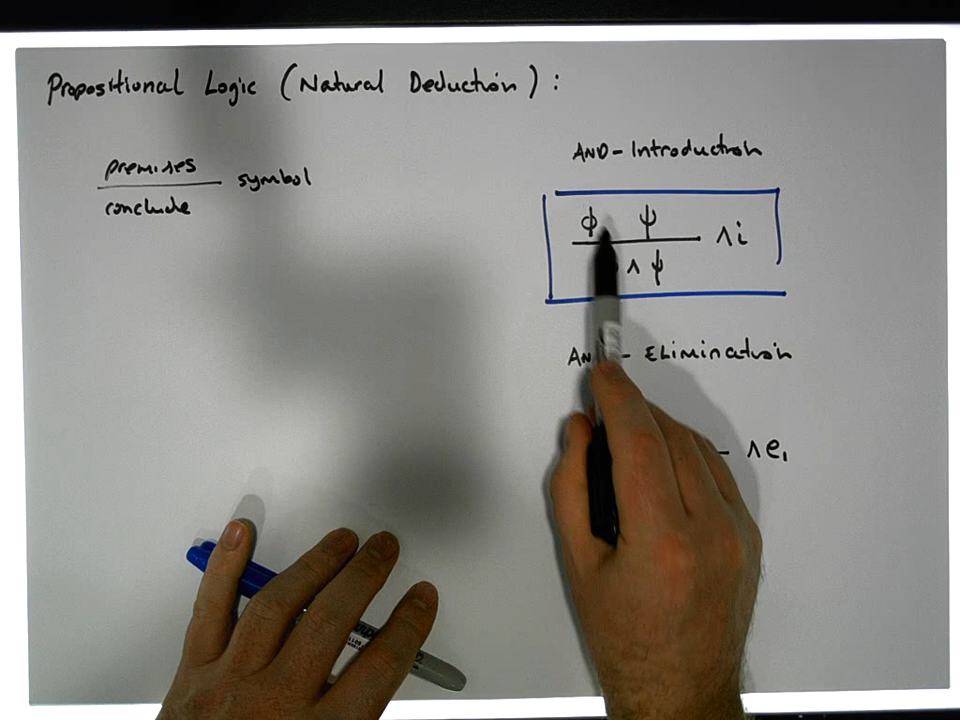 Propositional Logic (Natural Deduction):
premises
conclude
symbol
AND-Introduction
ϕ ψ
∧i
∧ ψ
Elimination
∧e₁